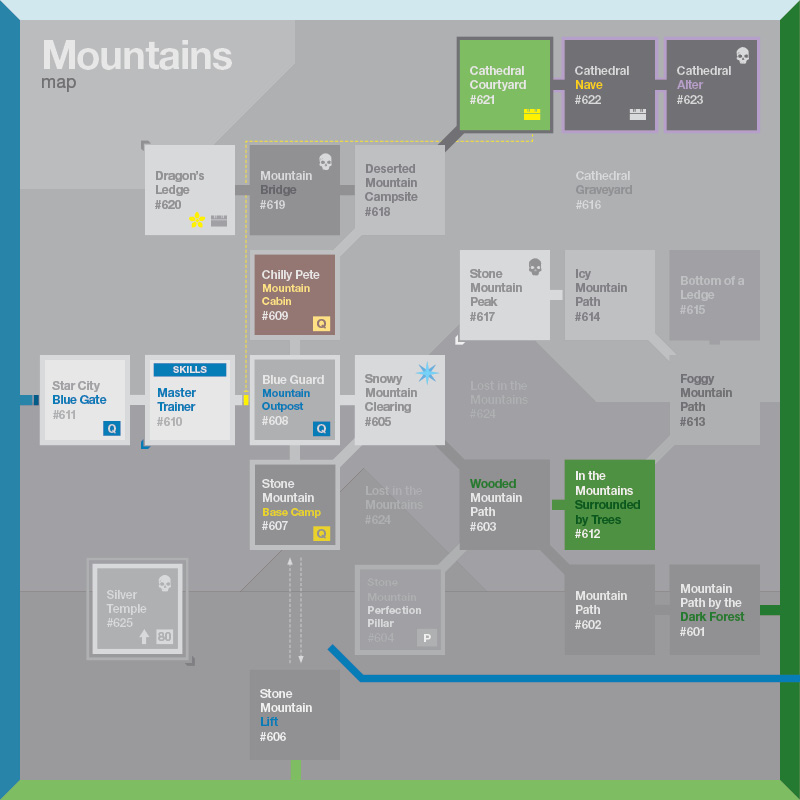 Mountains
map
Cathedral
Courtyard
#621
Cathedral
Nave
#622
Cathedral
Alter
#623
Dragon's
Ledge
#620
Mountain
Bridge
#619
Deserted
Mountain
Campsite
#618
Cathedral
Graveyard
#616
Chilly Pete
Mountain
Cabin
#609
Q
Stone
Mountain
Peak
#617
Icy
Mountain
Path
#614
Bottom of a
Ledge
#615
Star City
Blue Gate
#611
Q
SKILLS
Master
Trainer
#610
Blue Guard
Mountain
Outpost
#608
Q
Snowy
Mountain
Clearing
#605
Lost in the
Mountains
#624
Foggy
Mountain
Path
#613
Stone
Mountain
Base Camp
#607
Q
Lost in the
Mountains
#624
Wooded
Mountain
Path
#603
In the
Mountains
Surrounded
by Trees
#612
Silver
Temple
#625
80
Stone
Mountain
Perfection
Pillar
#604
P
Mountain
Path
#602
Mountain
Path by the
Dark Forest
#601
Stone
Mountain
Lift
#606